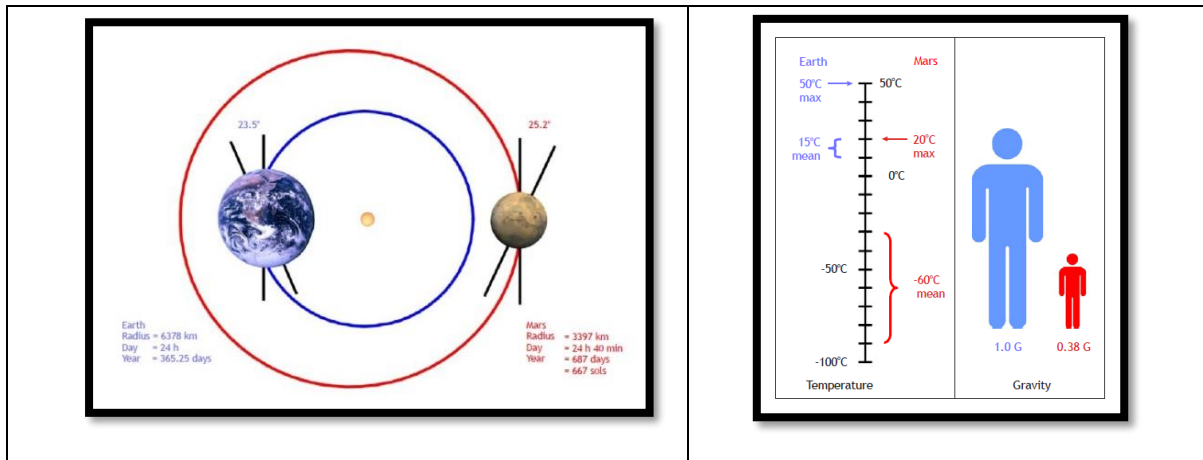 23.5°
25.2°
Earth
Radius = 6378 km
Day = 24 h
Year = 365.25 days
Mars
Radius = 3397 km
Day = 24 h 40 min
Year = 687 days
= 667 sols
Earth
Mars
50°C
max
50°C
15°C
mean
20°C
max
0°C
-50°C
-60°C
mean
-100°C
Temperature
1.0 G
0.38 G
Gravity